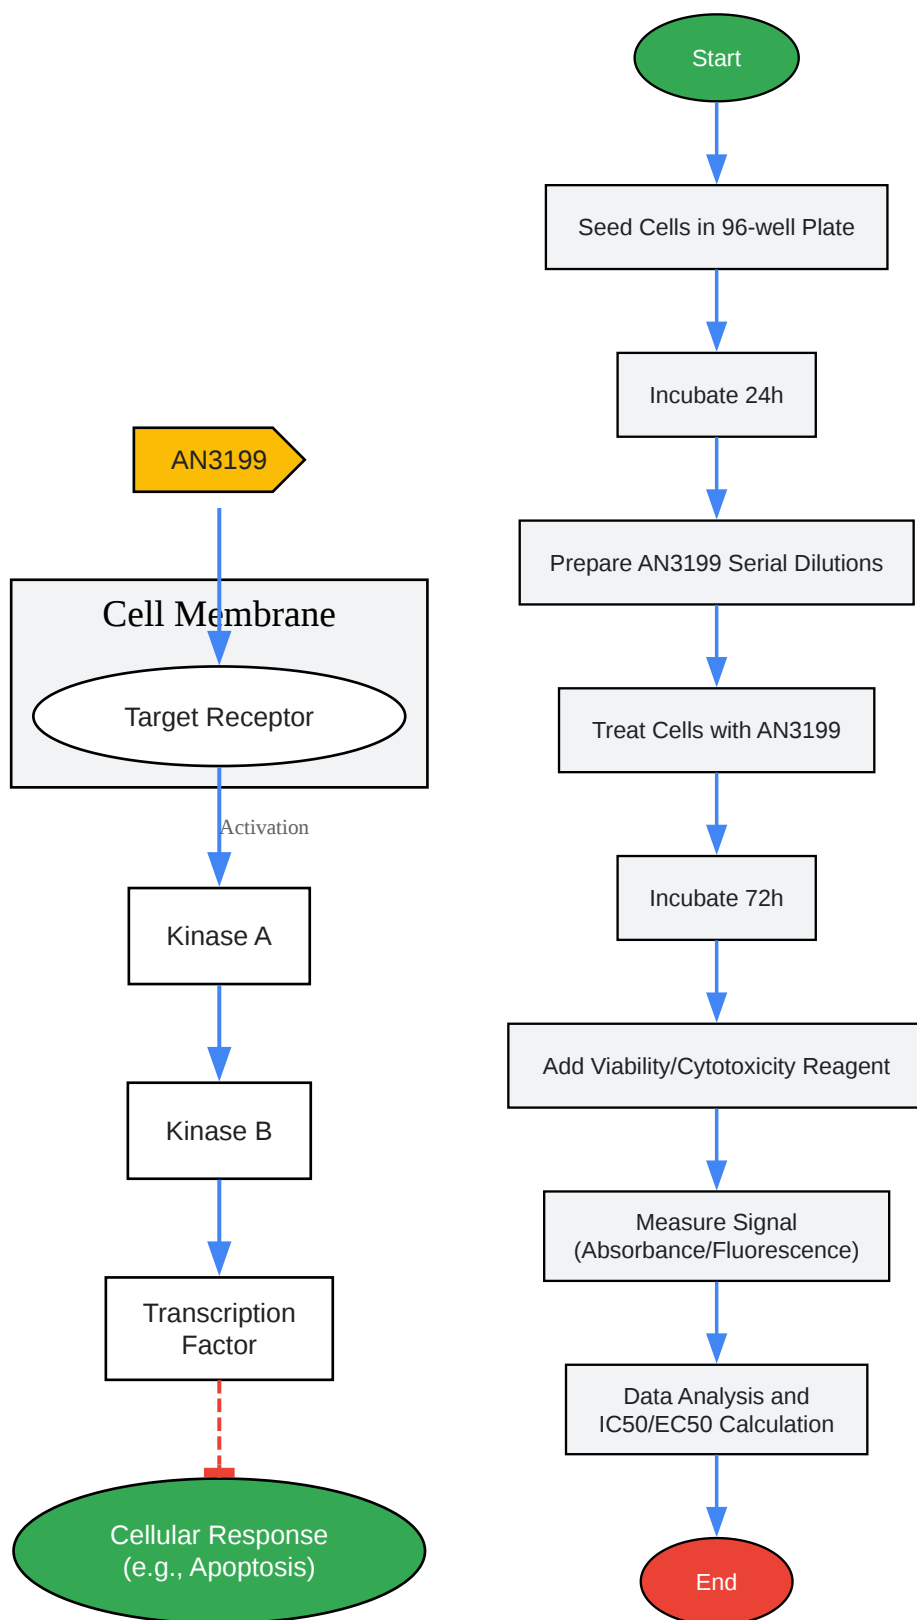 AN3199
Cell Membrane
Target Receptor
Activation
Kinase A
Kinase B
Transcription
Factor
Cellular Response
(e.g., Apoptosis)
Start
Seed Cells in 96-well Plate
Incubate 24h
Prepare AN3199 Serial Dilutions
Treat Cells with AN3199
Incubate 72h
Add Viability/Cytotoxicity Reagent
Measure Signal
(Absorbance/Fluorescence)
Data Analysis and
IC50/EC50 Calculation
End